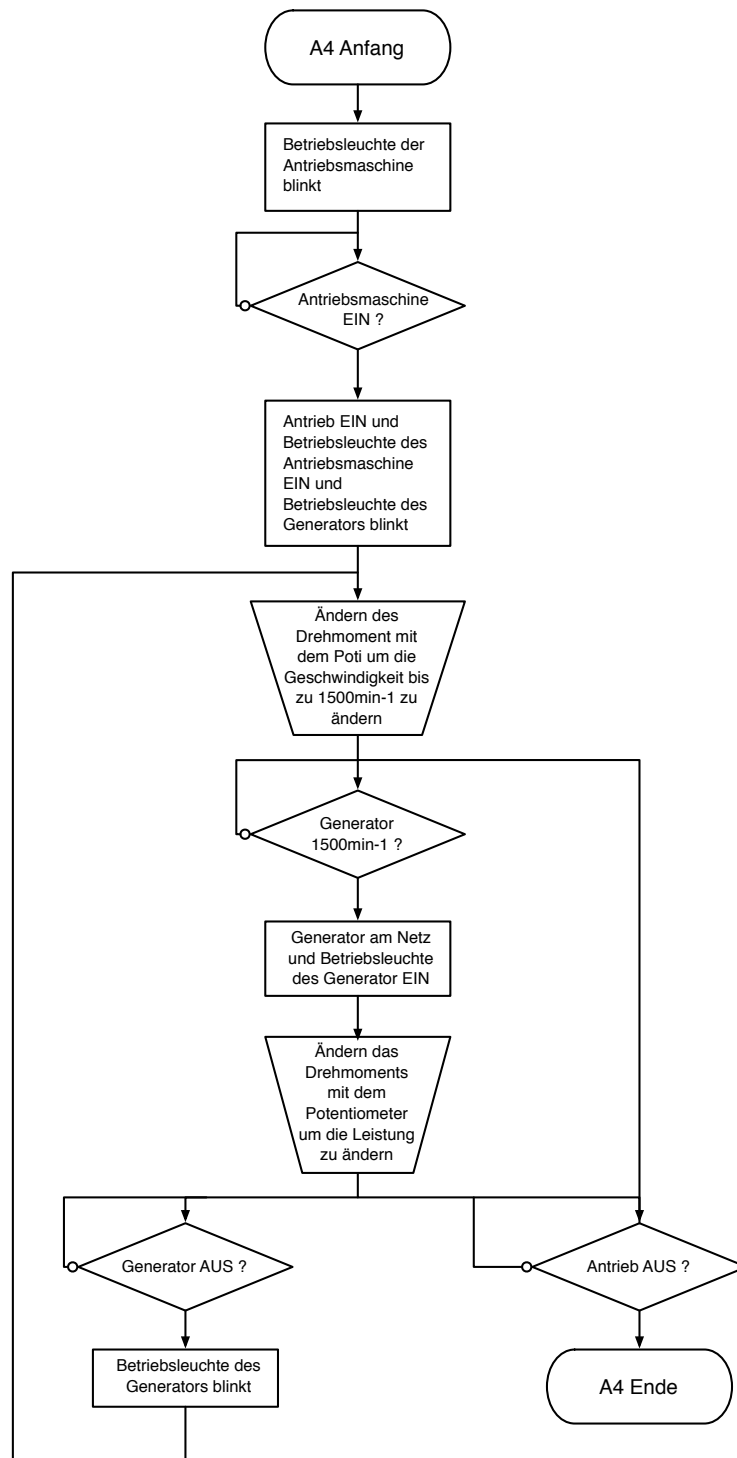 A4 Anfang
Betriebsleuchte der
Antriebsmaschine
blinkt
Antriebsmaschine
EIN ?
Antrieb EIN und
Betriebsleuchte des
Antriebsmaschine
EIN und
Betriebsleuchte des
Generators blinkt
Ändern des
Drehmoment mit
dem Poti um die
Geschwindigkeit bis
zu 1500min-1 zu
ändern
Generator
1500min-1 ?
Generator am Netz
und Betriebsleuchte
des Generator EIN
Ändern das
Drehmoments
mit dem
Potentiometer
um die Leistung
zu ändern
Generator AUS ?
Antrieb AUS ?
Betriebsleuchte des
Generators blinkt
A4 Ende